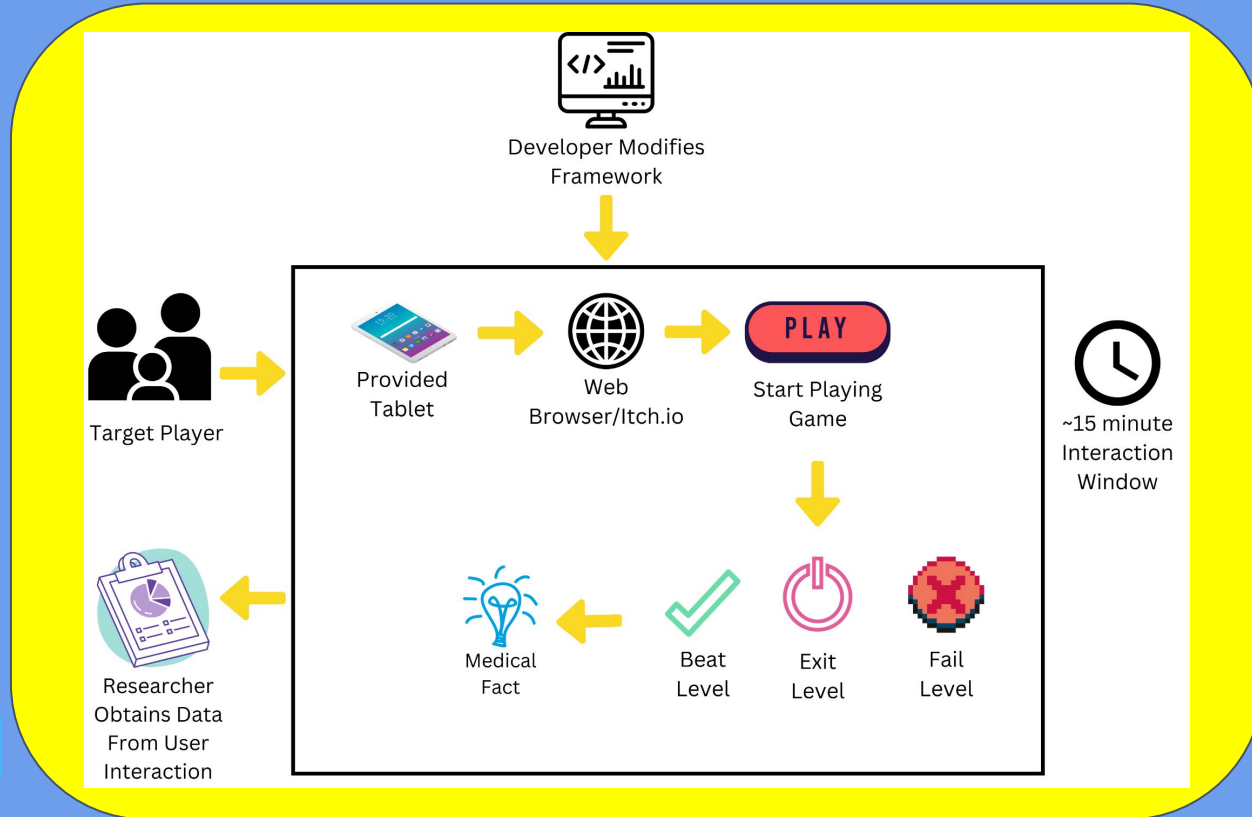 </>
Developer Modifies
Framework
Target Player
Provided
Tablet
Web
Browser/Itch.io
PLAY
Start Playing
Game
~15 minute
Interaction
Window
Medical
Fact
Beat
Level
Exit
Level
Fail
Level
Researcher
Obtains Data
From User
Interaction